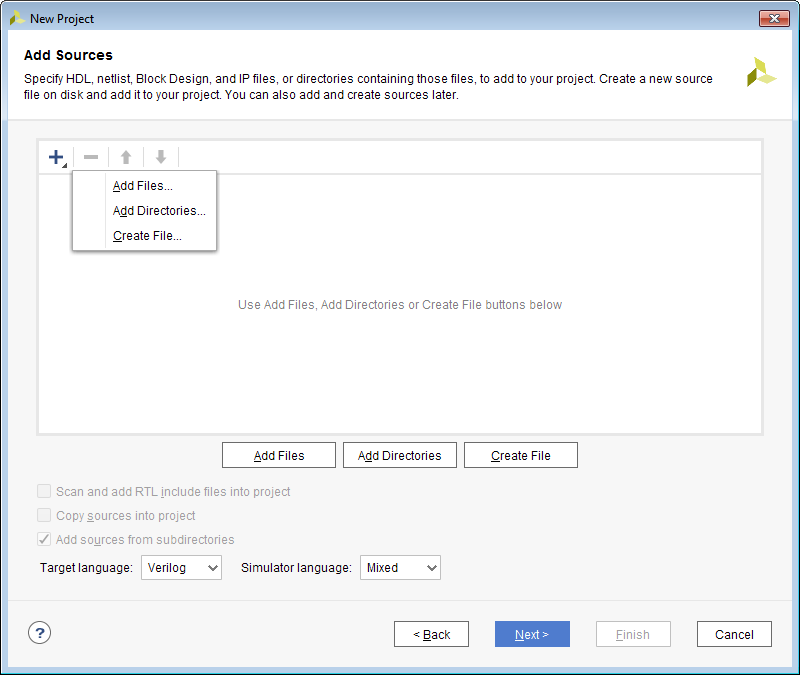 New Project
Add Sources
Specify HDL, netlist, Block Design, and IP files, or directories containing those files, to add to your project. Create a new source
file on disk and add it to your project. You can also add and create sources later.
Add Files...
Add Directories...
Create File...
Use Add Files, Add Directories or Create File buttons below
Add Files Add Directories Create File
Scan and add RTL include files into project
Copy sources into project
Add sources from subdirectories
Target language: Verilog Simulator language: Mixed
? < Back Next > Finish Cancel